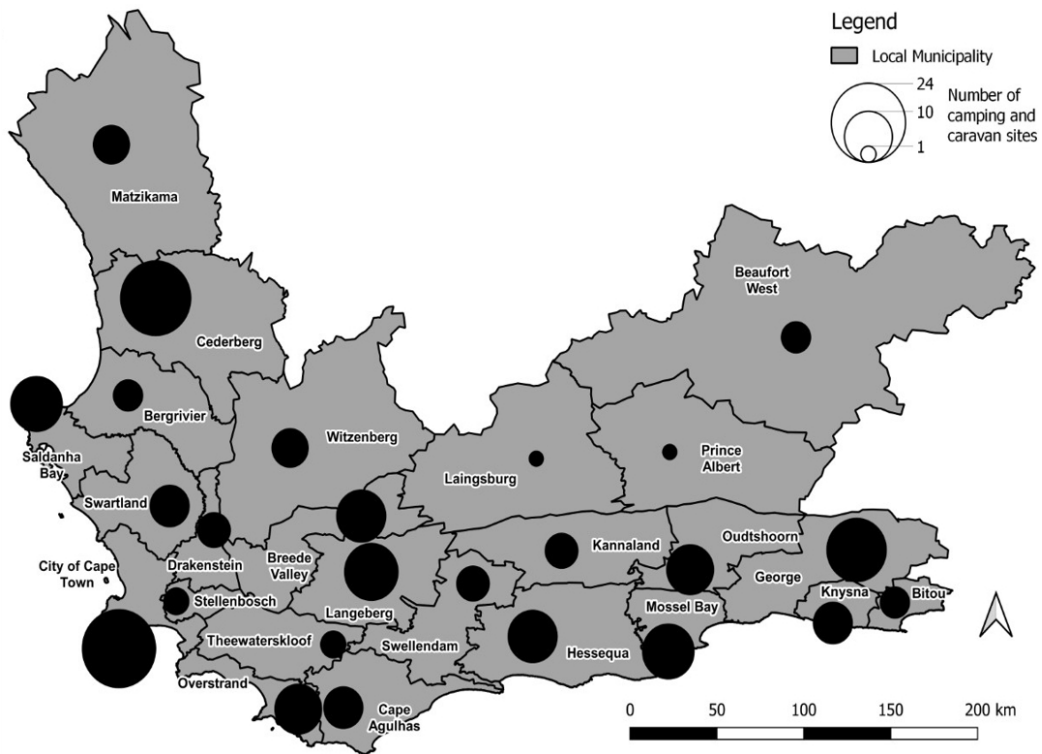 Legend
Local Municipality
24
10
1
Number of
camping and
caravan sites
Matzikama
Beaufort
West
Cederberg
Bergrivier
Witzenberg
Saldanha
Bay
Laingsburg
Prince
Albert
Swartland
City of Cape
Town
Drakenstein
Breede
Valley
Kannaland
Oudtshoorn
George
Stellenbosch
Langeberg
Mossel Bay
Knysna
Bitou
Theewaterskloof
Swellendam
Hessequa
Overstrand
Cape
Agulhas
0
50
100
150
200 km